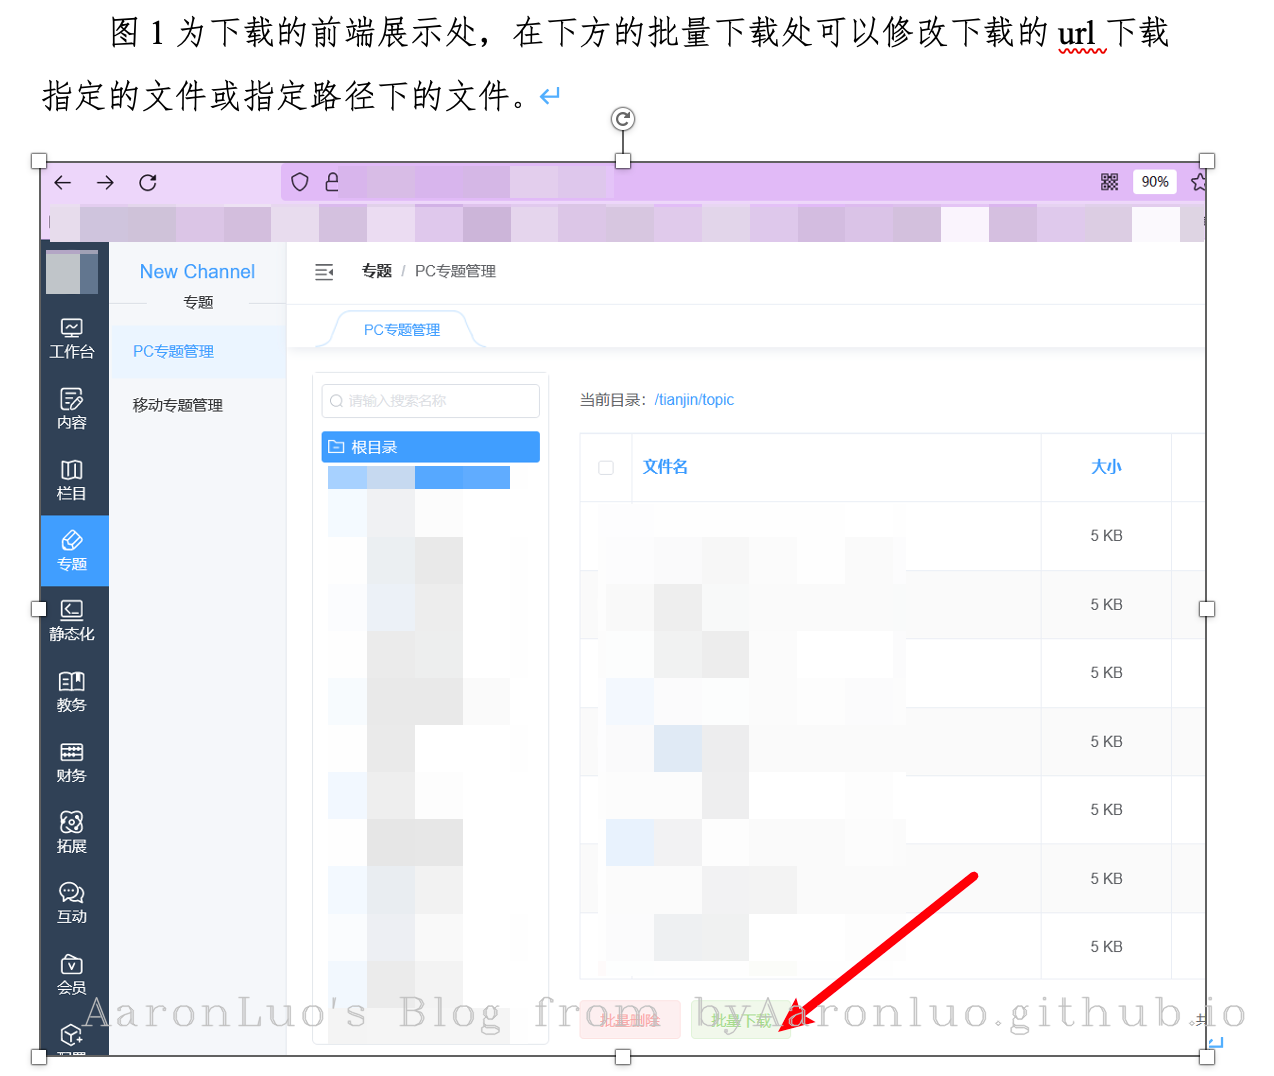 图 1 为下载的前端展示处，在下方的批量下载处可以修改下载的 url 下载
指定的文件或指定路径下的文件。
90%
New Channel
专题
PC专题管理
移动专题管理
工作台
内容
栏目
专题
静态化
教务
财务
拓展
互动
会员
配置
专题 / PC专题管理
PC专题管理
请输入搜索名称
根目录
当前目录：/tianjin/topic
文件名 大小
5 KB
5 KB
5 KB
5 KB
5 KB
5 KB
5 KB
批量删除 批量下载 共
AaronLuo's Blog from byAaronluo.github.io